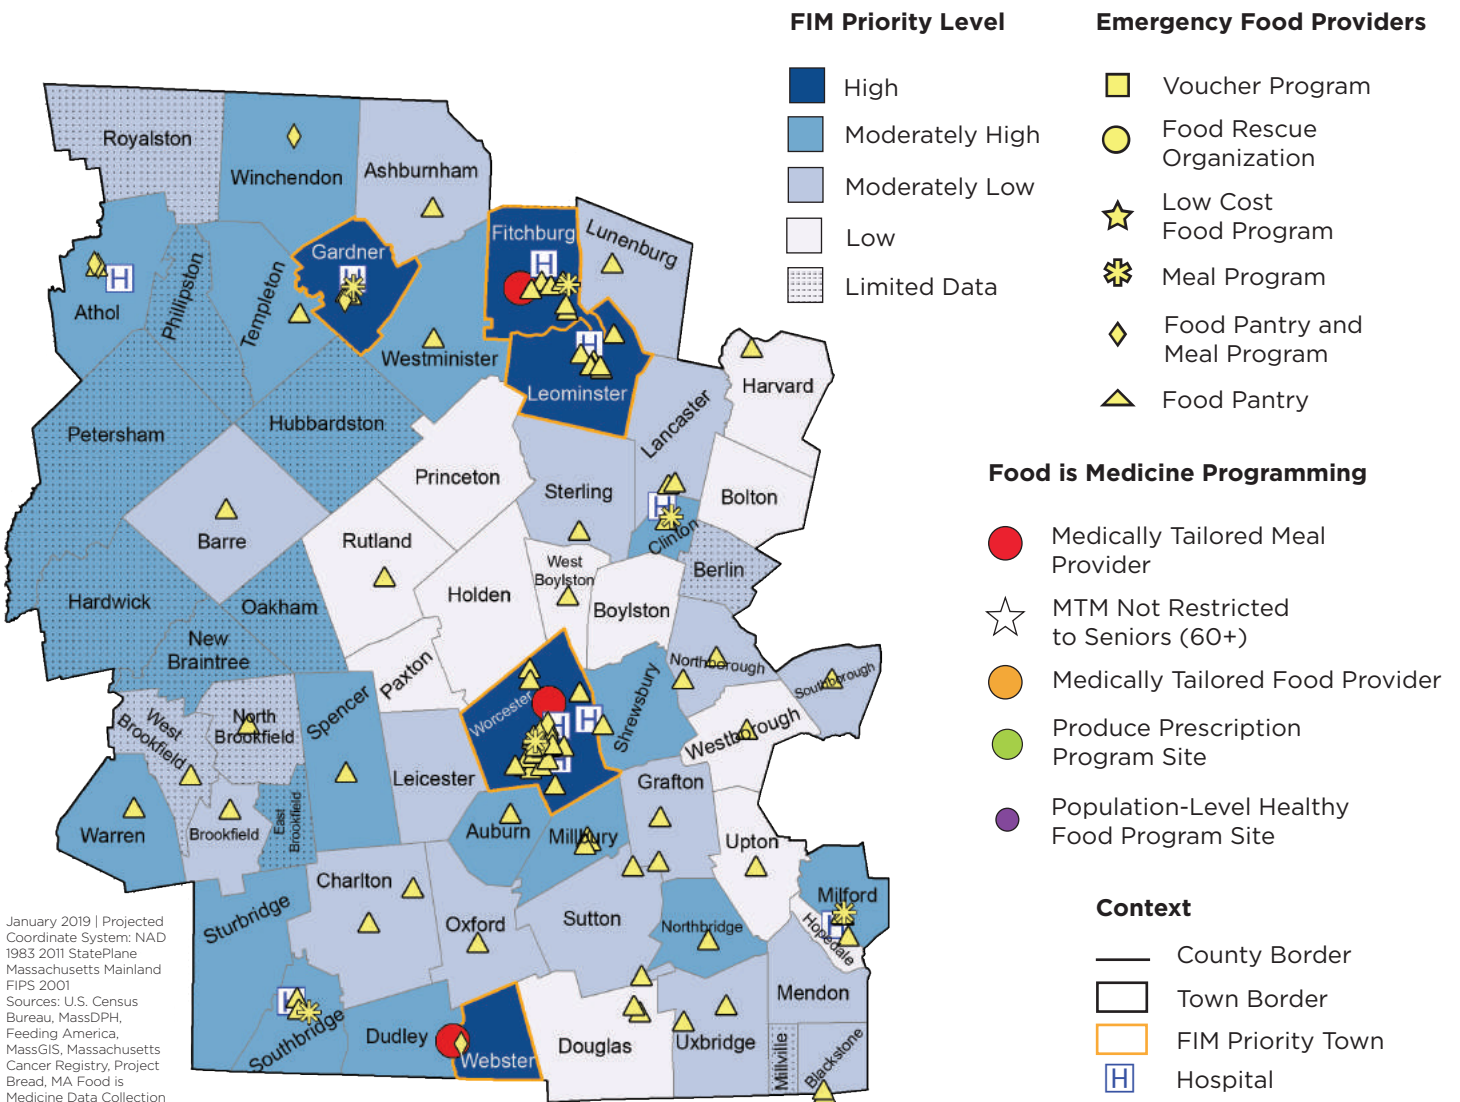 FIM Priority Level
High
Moderately High
Moderately Low
Low
Limited Data
Emergency Food Providers
Voucher Program
Food Rescue
Organization
Low Cost
Food Program
Meal Program
Food Pantry and
Meal Program
Food Pantry
Food is Medicine Programming
Medically Tailored Meal
Provider
MTM Not Restricted
to Seniors (60+)
Medically Tailored Food Provider
Produce Prescription
Program Site
Population-Level Healthy
Food Program Site
Context
County Border
Town Border
FIM Priority Town
H
Hospital
Royalston
Winchendon
Ashburnham
Gardner
H
Fitchburg
H
Lunenburg
H
Athol
Phillipston
Templeton
Westminister
H
Leominster
Harvard
Lancaster
Petersham
Hubbardston
Princeton
Sterling
H
Bolton
Clinton
Barre
Rutland
West
Boylston
Berlin
Holden
Boylston
Hardwick
Oakham
New
Braintree
Paxton
Worcester
H
H
H
Shrewsbury
Northborough
Southborough
Westborough
West
Brookfield
North
Brookfield
Spencer
Leicester
Grafton
Warren
Brookfield
East
Brookfield
Auburn
Millbury
Upton
Charlton
Milford
H
Hopedale
Sturbridge
Oxford
Sutton
Northbridge
Mendon
H
Southbridge
Dudley
Webster
Douglas
Uxbridge
Millville
Blackstone
January 2019 | Projected
Coordinate System: NAD
1983 2011 StatePlane
Massachusetts Mainland
FIPS 2001
Sources: U.S. Census
Bureau, MassDPH,
Feeding America,
MassGIS, Massachusetts
Cancer Registry, Project
Bread, MA Food is
Medicine Data Collection